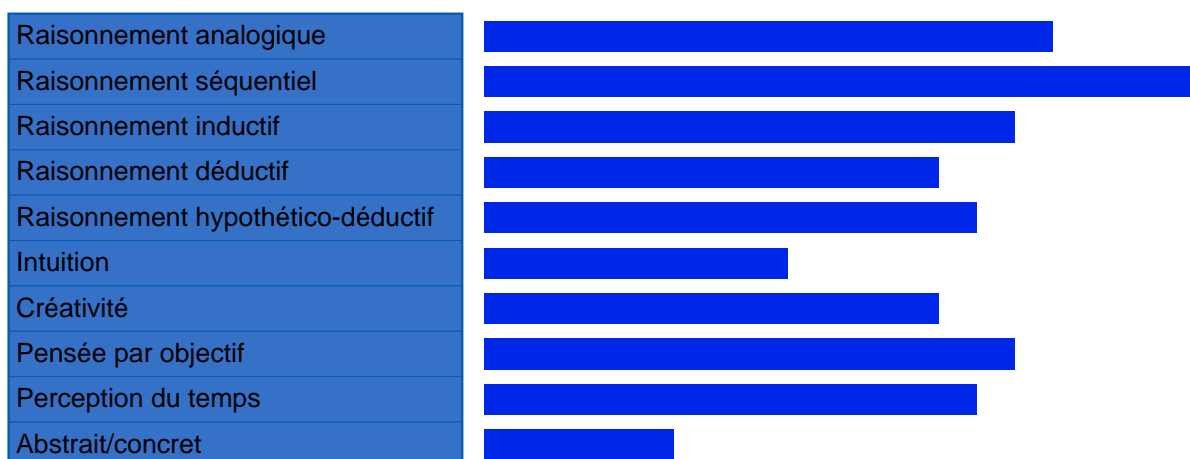 Raisonnement analogique
Raisonnement séquentiel
Raisonnement inductif
Raisonnement déductif
Raisonnement hypothético-déductif
Intuition
Créativité
Pensée par objectif
Perception du temps
Abstrait/concret